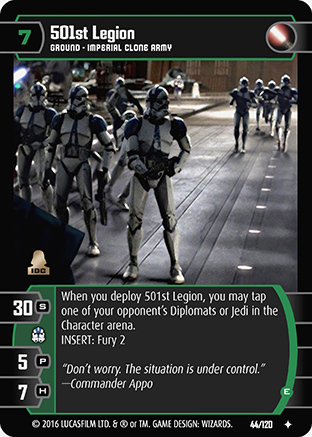 7
501st Legion
GROUND - IMPERIAL CLONE ARMY
IDC
30 S
When you deploy 501st Legion, you may tap
one of your opponent's Diplomats or Jedi in the
Character arena.
INSERT: Fury 2
5 P
"Don't worry. The situation is under control."
—Commander Appo
7 H
E
© 2016 LUCASFILM LTD. & ® OR TM. GAME DESIGN: WIZARDS.
44/120